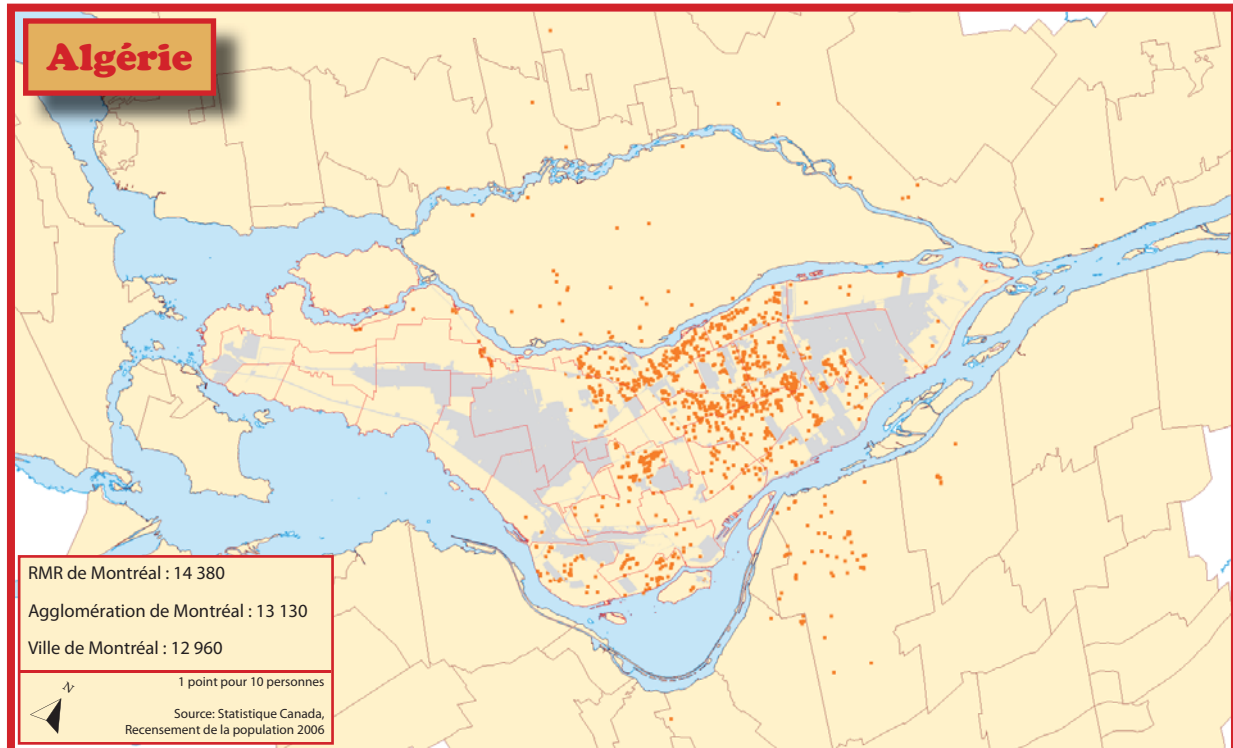 Algérie
RMR de Montréal : 14 380
Agglomération de Montréal : 13 130
Ville de Montréal : 12 960
1 point pour 10 personnes
N
Source: Statistique Canada,
Recensement de la population 2006